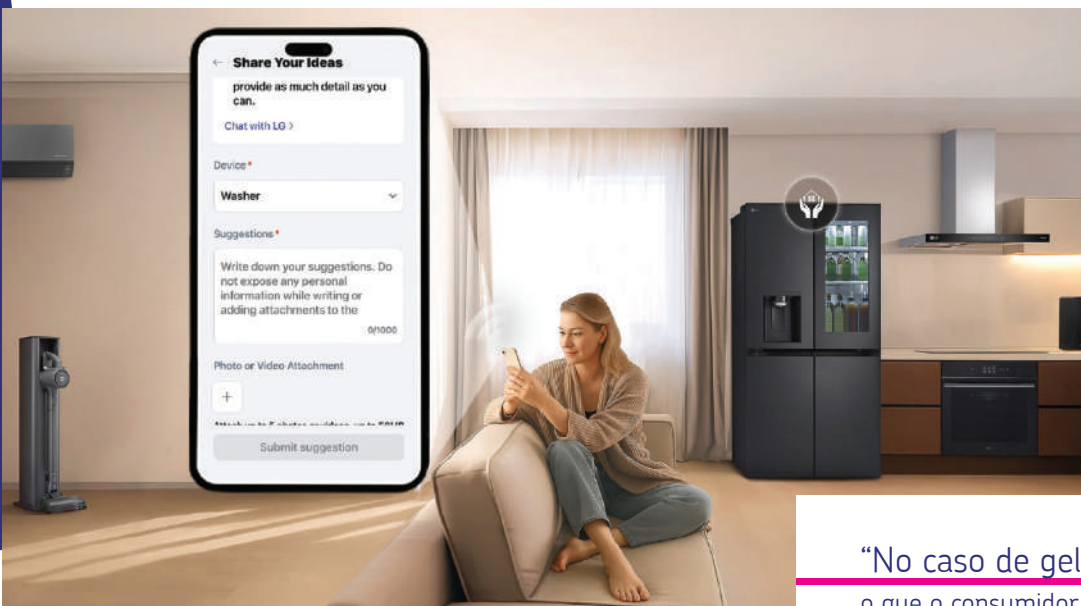 Share Your Ideas
provide as much detail as you
can.
Chat with LG >
Device*
Washer
Suggestions*
Write down your suggestions. Do
not expose any personal
information while writing or
adding attachments to the
0/1000
Photo or Video Attachment
+
Submit suggestion
“No caso de gel
o que o consumidor